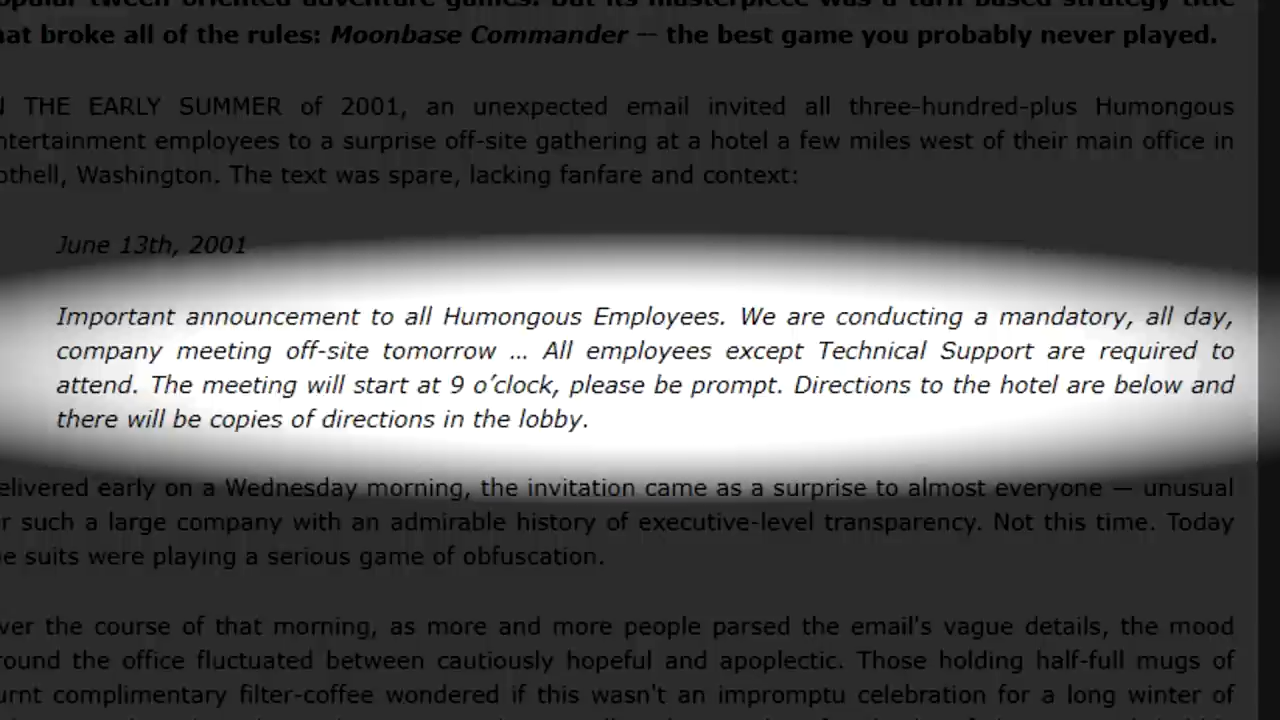 tween oriented adventure games. But its masterpiece was a turn based strategy title
that broke all of the rules: Moonbase Commander — the best game you probably never played.
THE EARLY SUMMER of 2001, an unexpected email invited all three-hundred-plus Humongous
ntertainment employees to a surprise off-site gathering at a hotel a few miles west of their main office in
othell, Washington. The text was spare, lacking fanfare and context:
June 13th, 2001
Important announcement to all Humongous Employees. We are conducting a mandatory, all day,
company meeting off-site tomorrow ... All employees except Technical Support are required to
attend. The meeting will start at 9 o’clock, please be prompt. Directions to the hotel are below and
there will be copies of directions in the lobby.
elivered early on a Wednesday morning, the invitation came as a surprise to almost everyone — unusual
r such a large company with an admirable history of executive-level transparency. Not this time. Today
e suits were playing a serious game of obfuscation.
ver the course of that morning, as more and more people parsed the email's vague details, the mood
round the office fluctuated between cautiously hopeful and apoplectic. Those holding half-full mugs of
urnt complimentary filter-coffee wondered if this wasn't an impromptu celebration for a long winter of